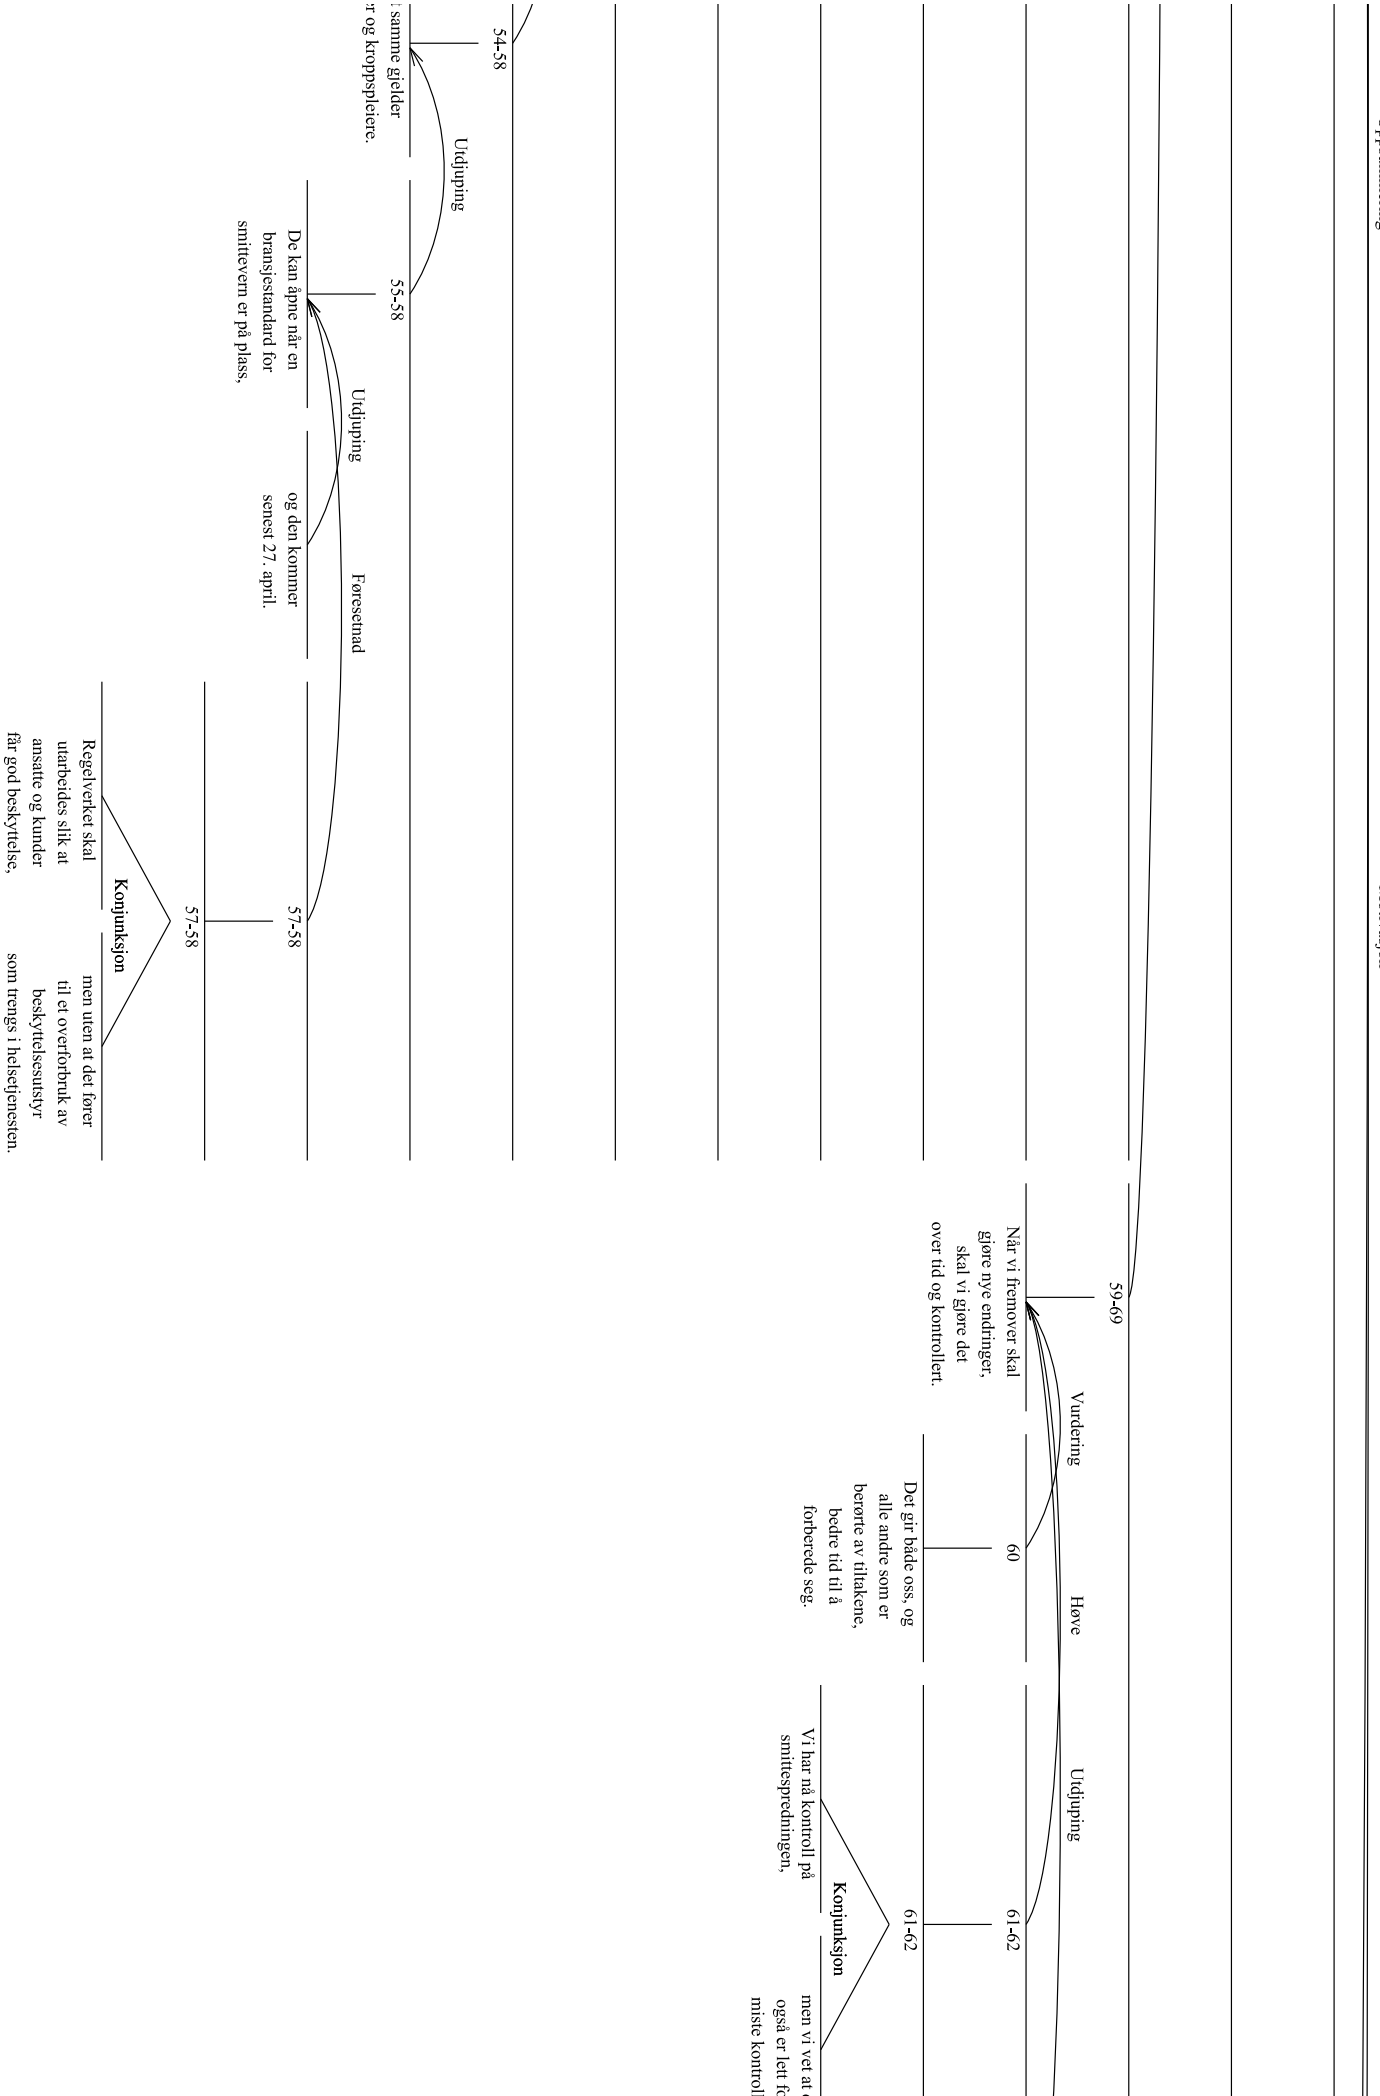 54-58
samme gjelder
og kroppspleiere.
Utdjuping
55-58
De kan åpne når en
bransjestandard for
smittevern er på plass,
Utdjuping
og den kommer
senest 27. april.
Føresetnad
57-58
57-58
Regelverket skal
utarbeides slik at
ansatte og kunder
får god beskyttelse,
Konjunksjon
men uten at det fører
til et overforbruk av
beskyttelsesutstyr
som trengs i helsetjenesten.
59-69
Når vi fremover skal
gjøre nye endringer,
skal vi gjøre det
over tid og kontrollert.
Vurdering
60
Det gir både oss, og
alle andre som er
berørte av tiltakene,
bedre tid til å
forberede seg.
Høve
61-62
61-62
Vi har nå kontroll på
smittespredningen,
Konjunksjon
men vi vet at
også er lett
miste
Utdjuping